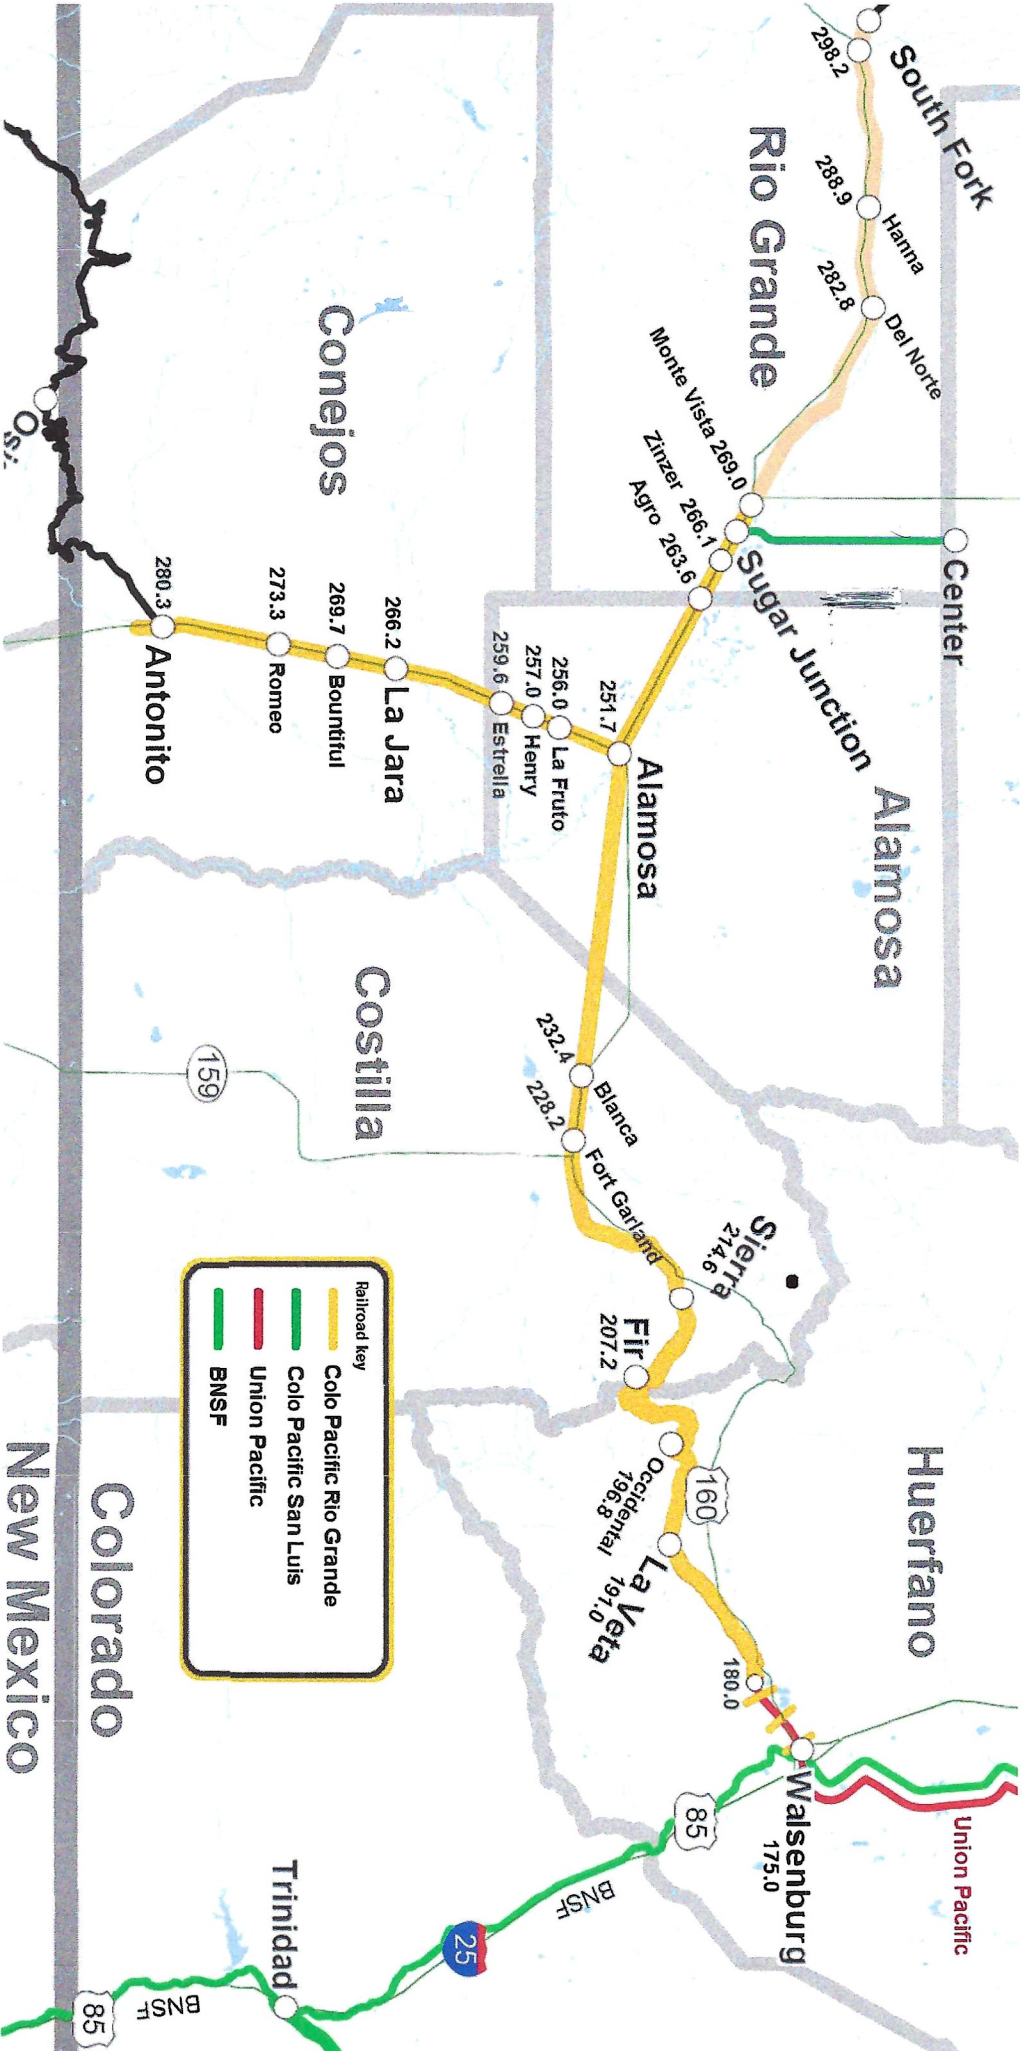 South Fork
298.2
288.9
Hanna
282.8
Del Norte
Rio Grande
Monte Vista 269.0
Zinzer 266.1
Agro 263.6
Sugar Junction
Center
Alamosa
251.7
Alamosa
256.0 La Fruto
257.0 Henry
259.6 Estrella
266.2 La Jara
269.7 Bountiful
273.3 Romeo
280.3 Antonito
Conejos
Costilla
159
232.4 Blanca
228.2 Fort Garland
Sierra
214.6
Fir
207.2
Occidental
196.8
La Veta
191.0
160
Huerfano
180.0
Walsenburg
175.0
Union Pacific
85
BNSF
25
Trinidad
BNSF
85
Railroad key
Colo Pacific Rio Grande
Colo Pacific San Luis
Union Pacific
BNSF
Colorado
New Mexico